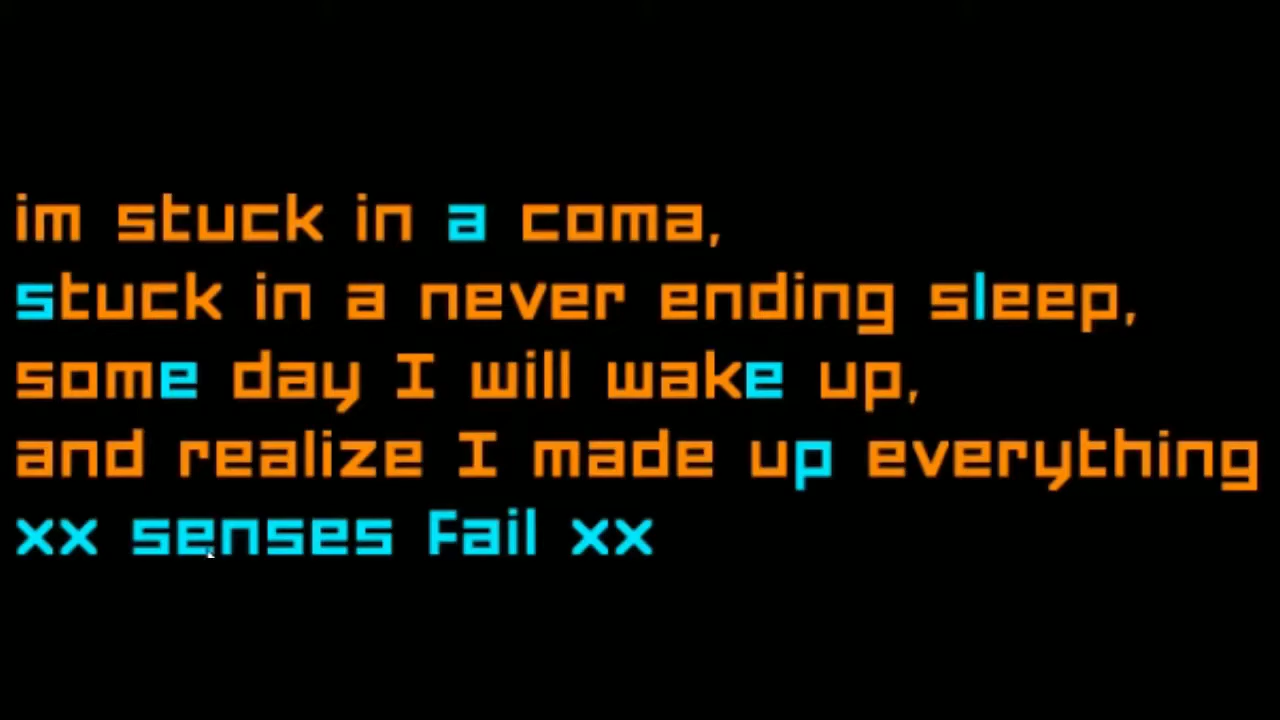 im stuck in a coma,
stuck in a never ending sleep,
some day I will wake up,
and realize I made up everything
xx senses Fail xx